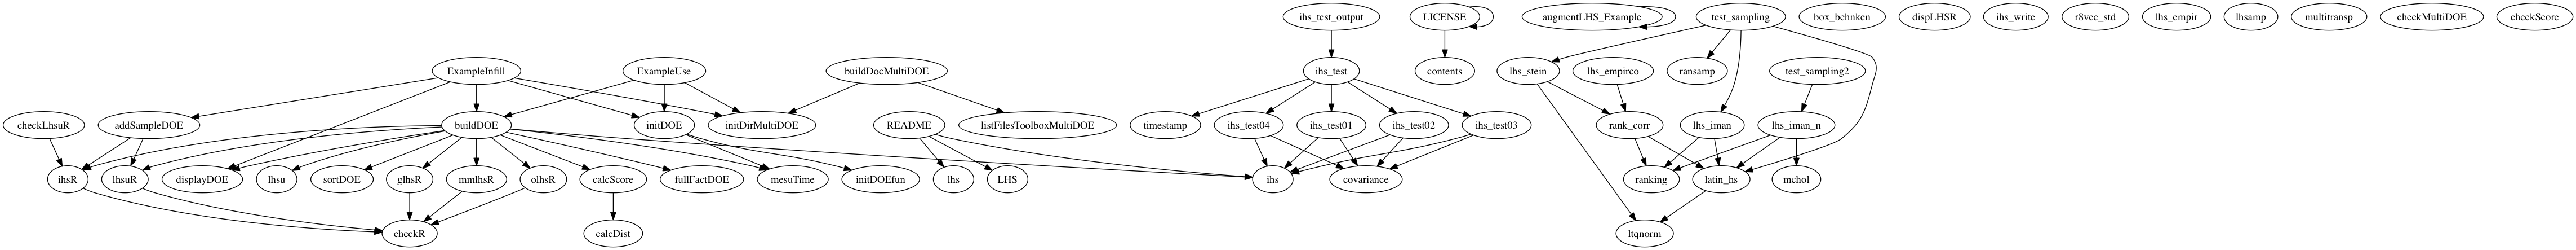 ihs_test_output
LICENSE
augmentLHS_Example
test_sampling
box_behnken
dispLHSR
ihs_write
r8vec_std
lhs_empir
lhsamp
multitransp
checkMultiDOE
checkScore
ExampleInfill
ExampleUse
buildDocMultiDOE
ihs_test
contents
lhs_stein
lhs_empirco
ransamp
test_sampling2
checkLhsuR
addSampleDOE
buildDOE
initDOE
initDirMultiDOE
README
listFilesToolboxMultiDOE
timestamp
ihs_test04
ihs_test01
ihs_test02
ihs_test03
rank_corr
lhs_iman
lhs_iman_n
ihsR
lhsuR
displayDOE
lhsu
sortDOE
glhsR
mmlhsR
olhsR
calcScore
fullFactDOE
mesuTime
initDOEfun
lhs
LHS
ihs
covariance
ranking
latin_hs
mchol
checkR
calcDist
ltqnorm